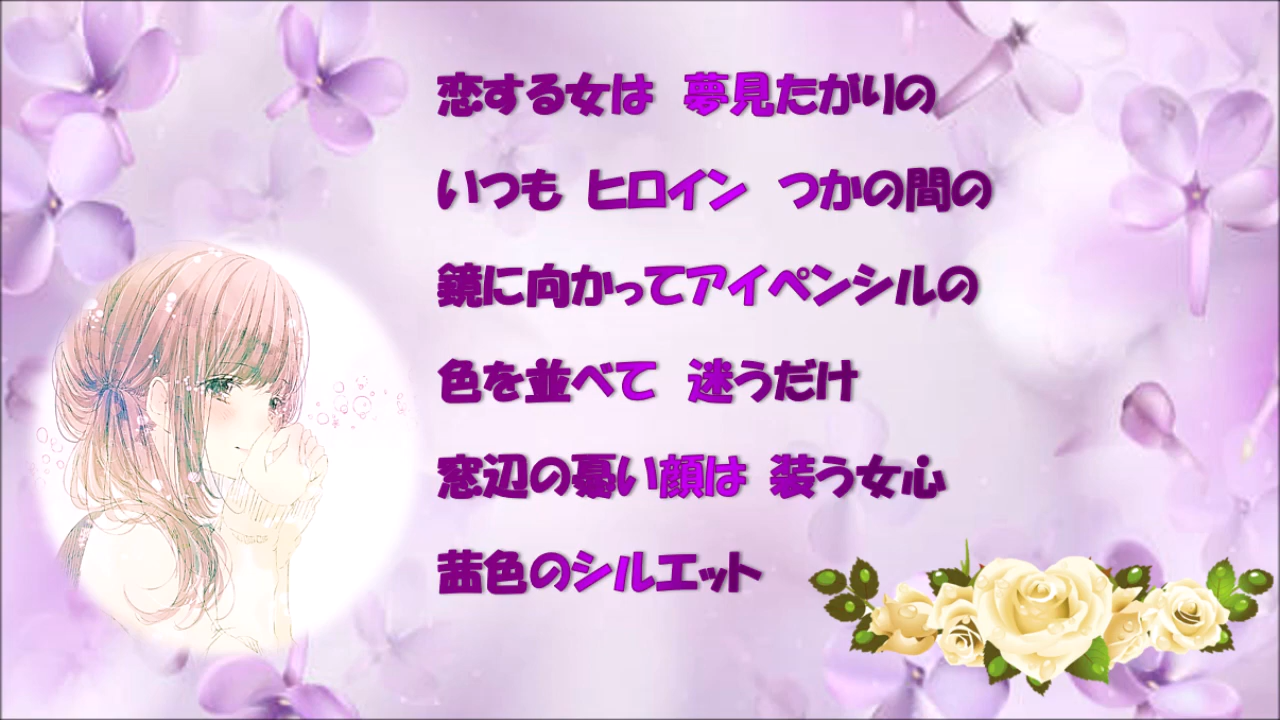 恋する女は　夢見たがりの
いつも　ヒロイン　つかの間の
鏡に向かってアイペンシルの
色を並べて　迷うだけ
窓辺の憂い顔は　装う女心
茜色のシルエット